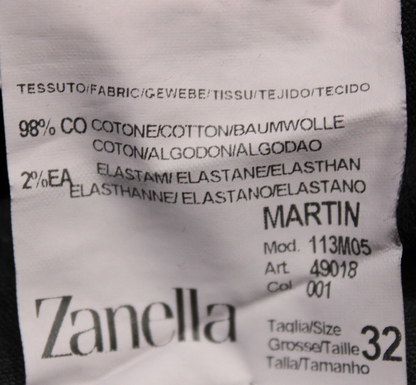 TESSUTO/FABRIC/GEWEBE/TISSU/TEJIDO/TECIDO
98% CO COTONE/COTTON/BAUMWOLLE
COTON/ALGODON/ALGODAO
2%EA ELASTAM/ELASTANE/ELASTHAN
ELASTHANNE/ELASTANO/ELASTANO
MARTIN
Mod. 113M05
Art. 49018
Col. 001
Zanella
Taglia/Size
Grosse/Taille 32
Talla/Tamanho